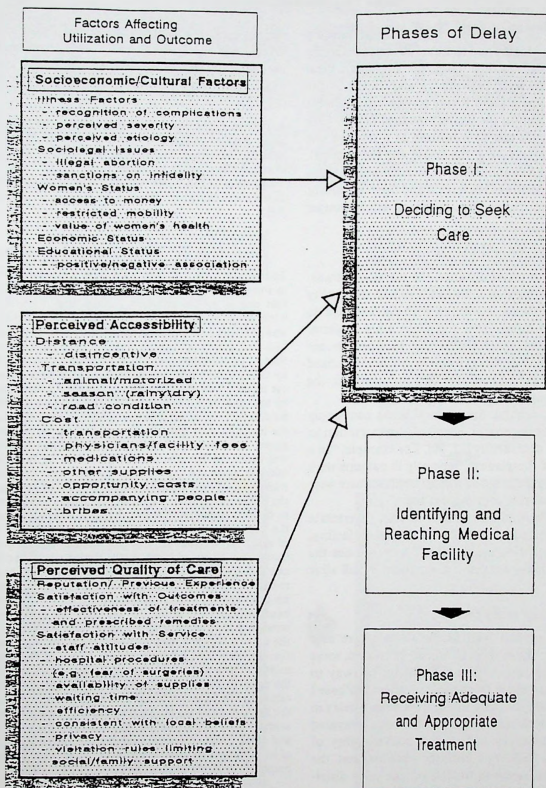 Factors Affecting
Utilization and Outcome
Socioeconomic/Cultural Factors
Illness Factors
- recognition of complications
- perceived severity
- perceived etiology
Sociolegal Issues
- illegal abortion
- sanctions on infidelity
Women's Status
- access to money
- restricted mobility
- value of women's health
Economic Status
Educational Status
- positive/negative association
Perceived Accessibility
Distance
- disincentive
Transportation
- animal/motorized
- season (rainy\dry)
- road condition
Cost
- transportation
- physicians/facility fees
- medications
- other supplies
- opportunity costs
- accompanying people
- bribes
Perceived Quality of Care
Reputation/ Previous Experience
Satisfaction with Outcomes
- effectiveness of treatments
and prescribed remedies
Satisfaction with Service
- staff attitudes
- hospital procedures
(e.g. fear of surgeries)
- availability of supplies
- waiting time
- efficiency
- consistent with local beliefs
- privacy
- visitation rules limiting
social/family support
Phases of Delay
Phase I:
Deciding to Seek
Care
Phase II:
Identifying and
Reaching Medical
Facility
Phase III:
Receiving Adequate
and Appropriate
Treatment